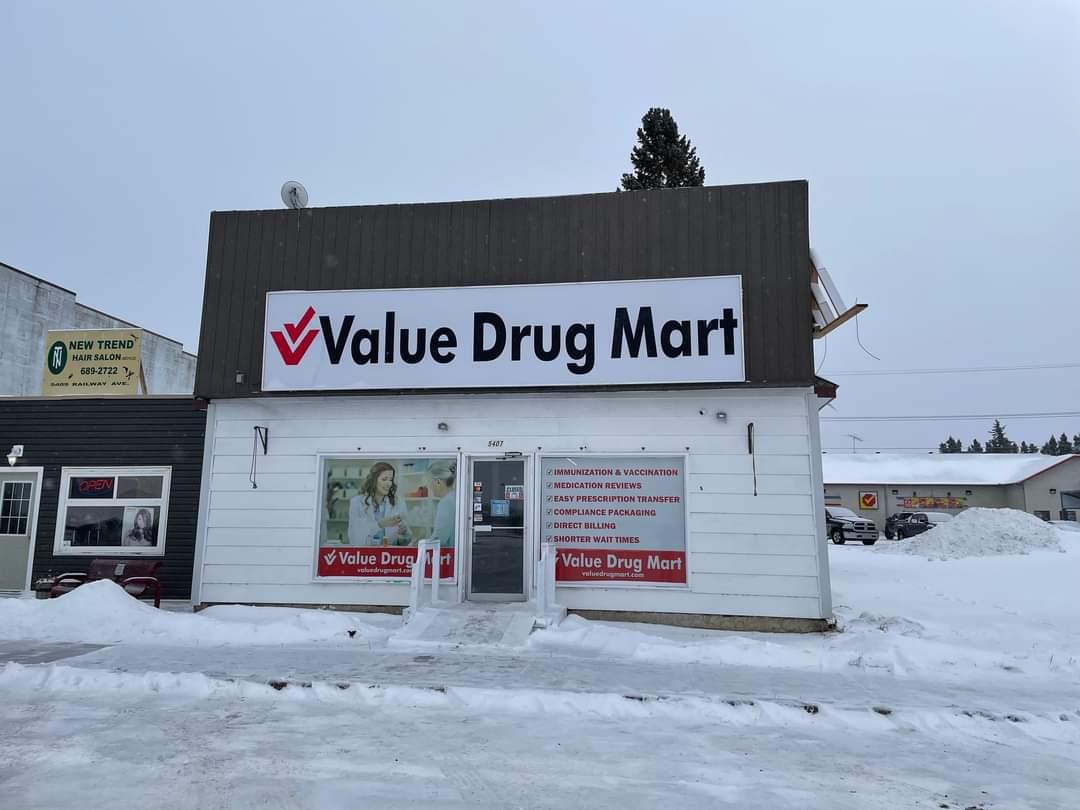 Value Drug Mart
NEW TREND
HAIR SALON
689-2722
5405 RAILWAY AVE.
TN
OPEN
5407
IMMUNIZATION & VACCINATION
MEDICATION REVIEWS
EASY PRESCRIPTION TRANSFER
COMPLIANCE PACKAGING
DIRECT BILLING
SHORTER WAIT TIMES
Value Drug Mart
valuedrugmart.com
Value Drug Mart
valuedrugmart.com